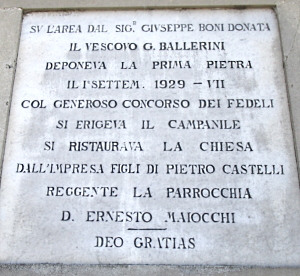 SV L'AREA DAL SIG.R GIVSEPPE BONI DONATA
IL VESCOVO G. BALLERINI
DEPONEVA LA PRIMA PIETRA
IL 1° SETTEM. 1929 - VII
COL GENEROSO CONCORSO DEI FEDELI
SI ERIGEVA IL CAMPANILE
SI RISTAURAVA LA CHIESA
DALL'IMPRESA FIGLI DI PIETRO CASTELLI
REGGENTE LA PARROCCHIA
D. ERNESTO MAIOCCHI
DEO GRATIAS